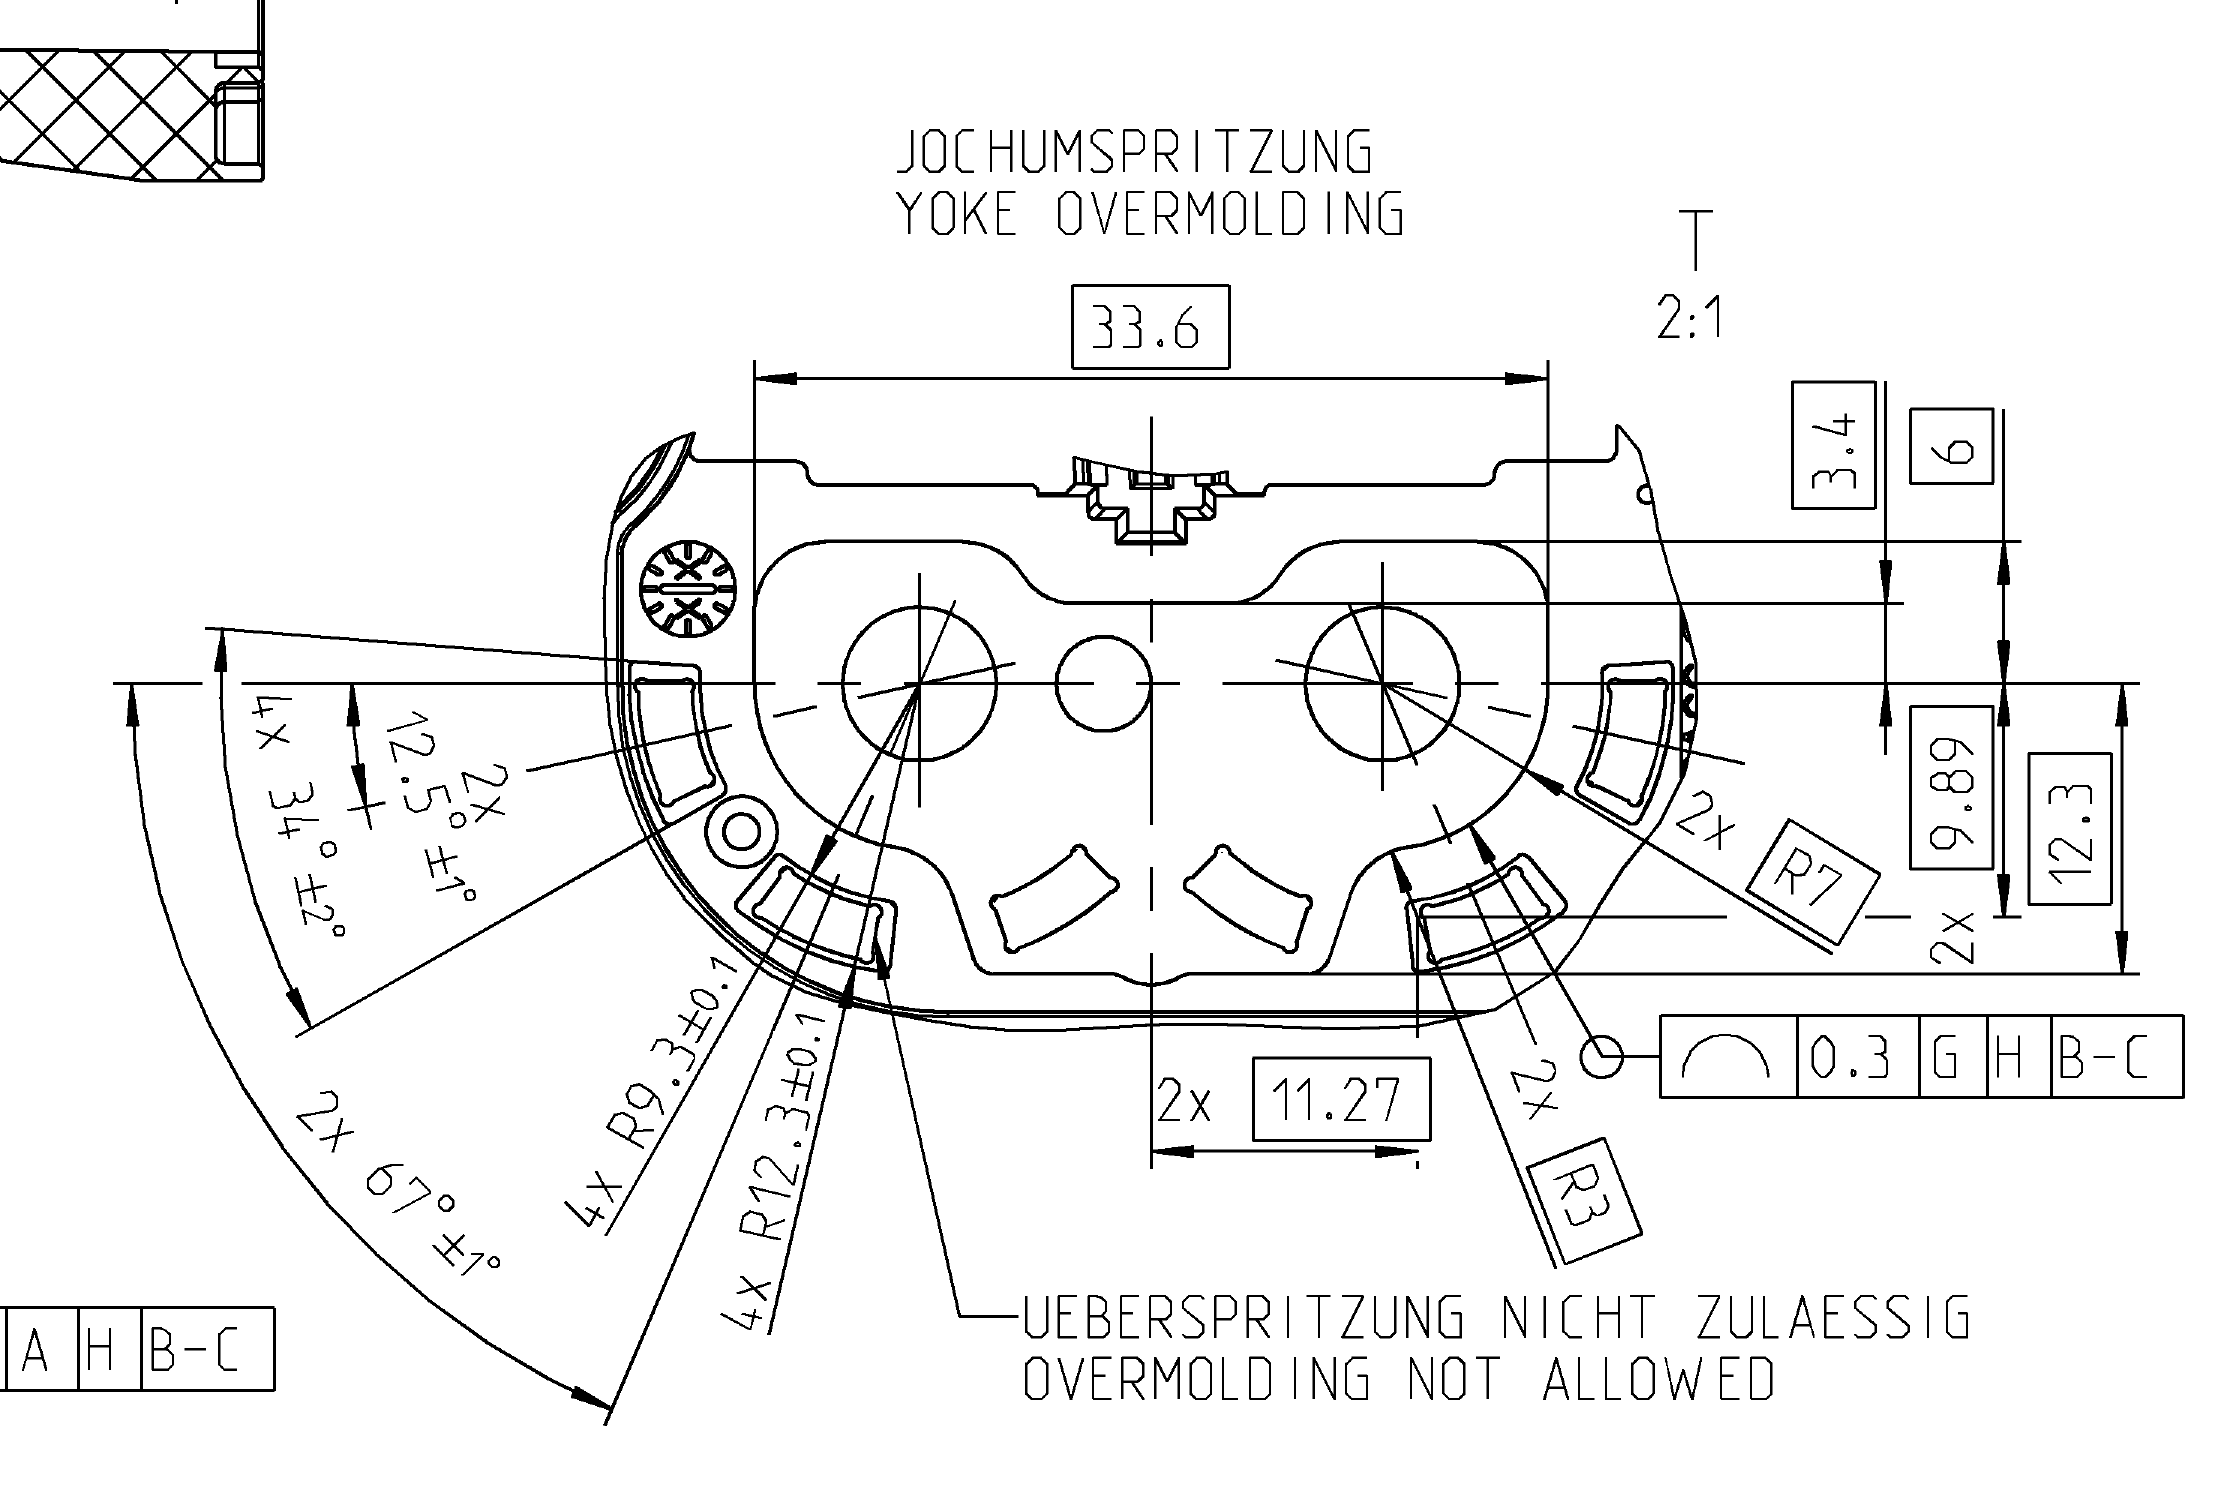 JOCHUMSPRITZUNG
YOKE OVERMOLDING
T
2:1
33.6
3.4
6
4x 34° ±2°
2x
12.5° ±1°
2x 67° ±1°
4x R9.3±0.1
4x R12.3±0.1
2x R7
2x 9.89
12.3
2x R3
2x 11.27
0.3 G H B-C
A H B-C
UEBERSPRITZUNG NICHT ZULAESSIG
OVERMOLDING NOT ALLOWED